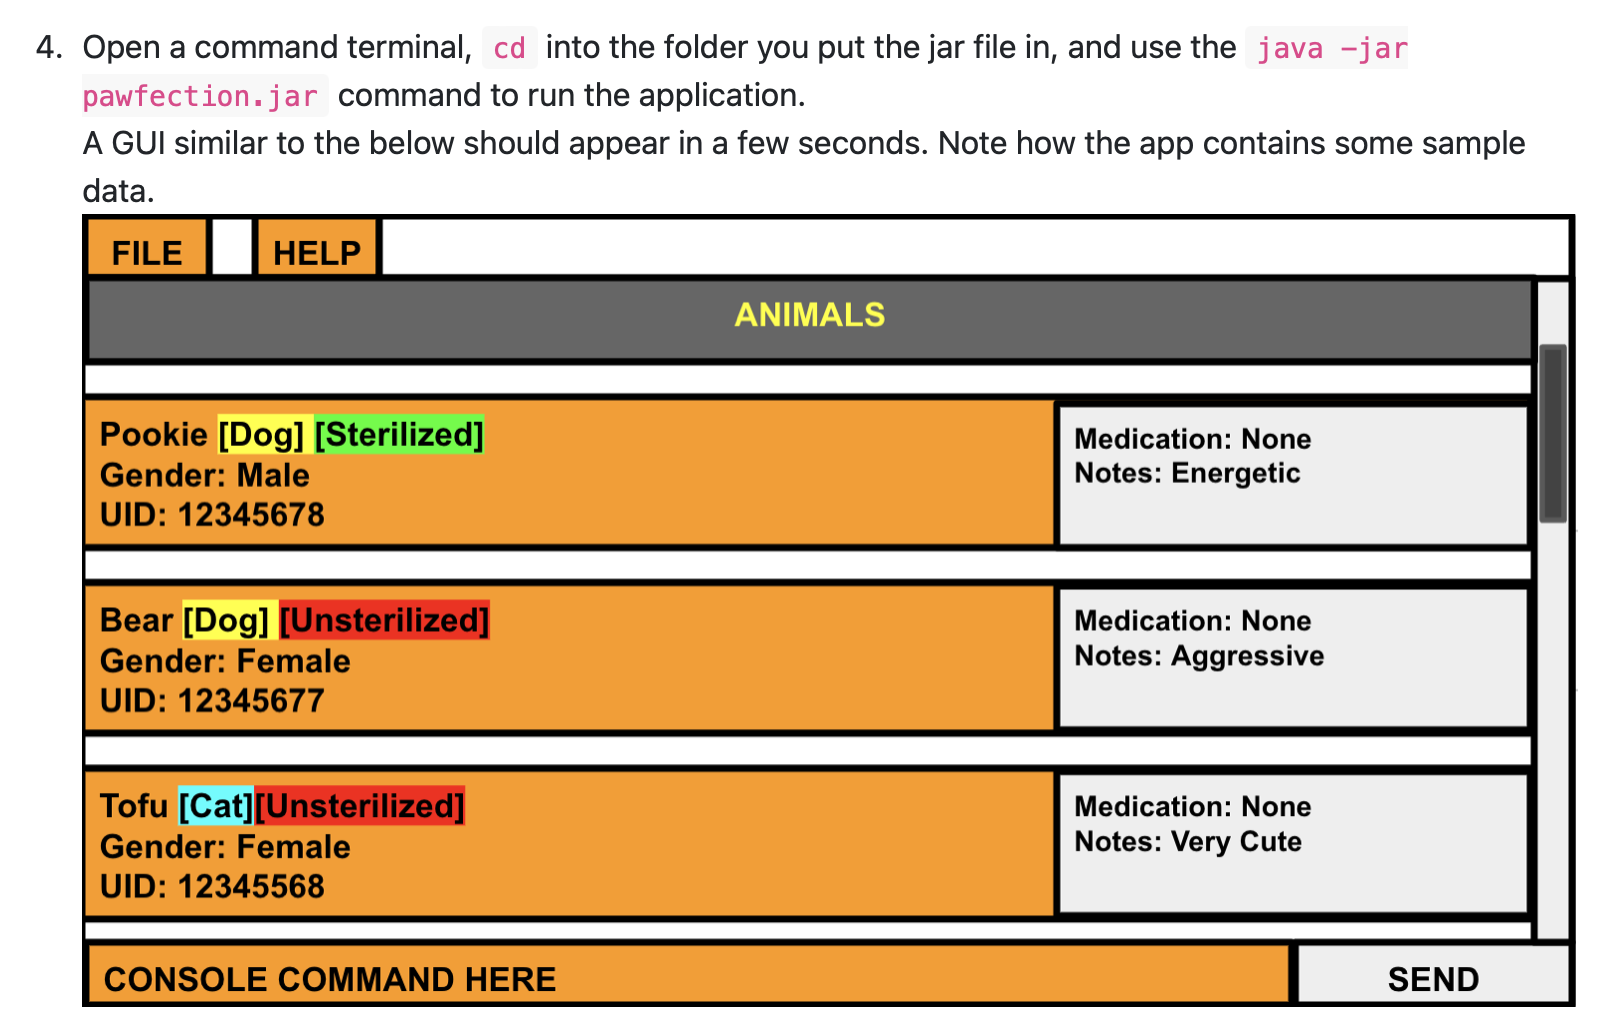 4. Open a command terminal, cd into the folder you put the jar file in, and use the java -jar
pawfection.jar command to run the application.
A GUI similar to the below should appear in a few seconds. Note how the app contains some sample
data.
FILE HELP
ANIMALS
Pookie [Dog] [Sterilized]
Gender: Male
UID: 12345678
Medication: None
Notes: Energetic
Bear [Dog] [Unsterilized]
Gender: Female
UID: 12345677
Medication: None
Notes: Aggressive
Tofu [Cat][Unsterilized]
Gender: Female
UID: 12345568
Medication: None
Notes: Very Cute
CONSOLE COMMAND HERE SEND